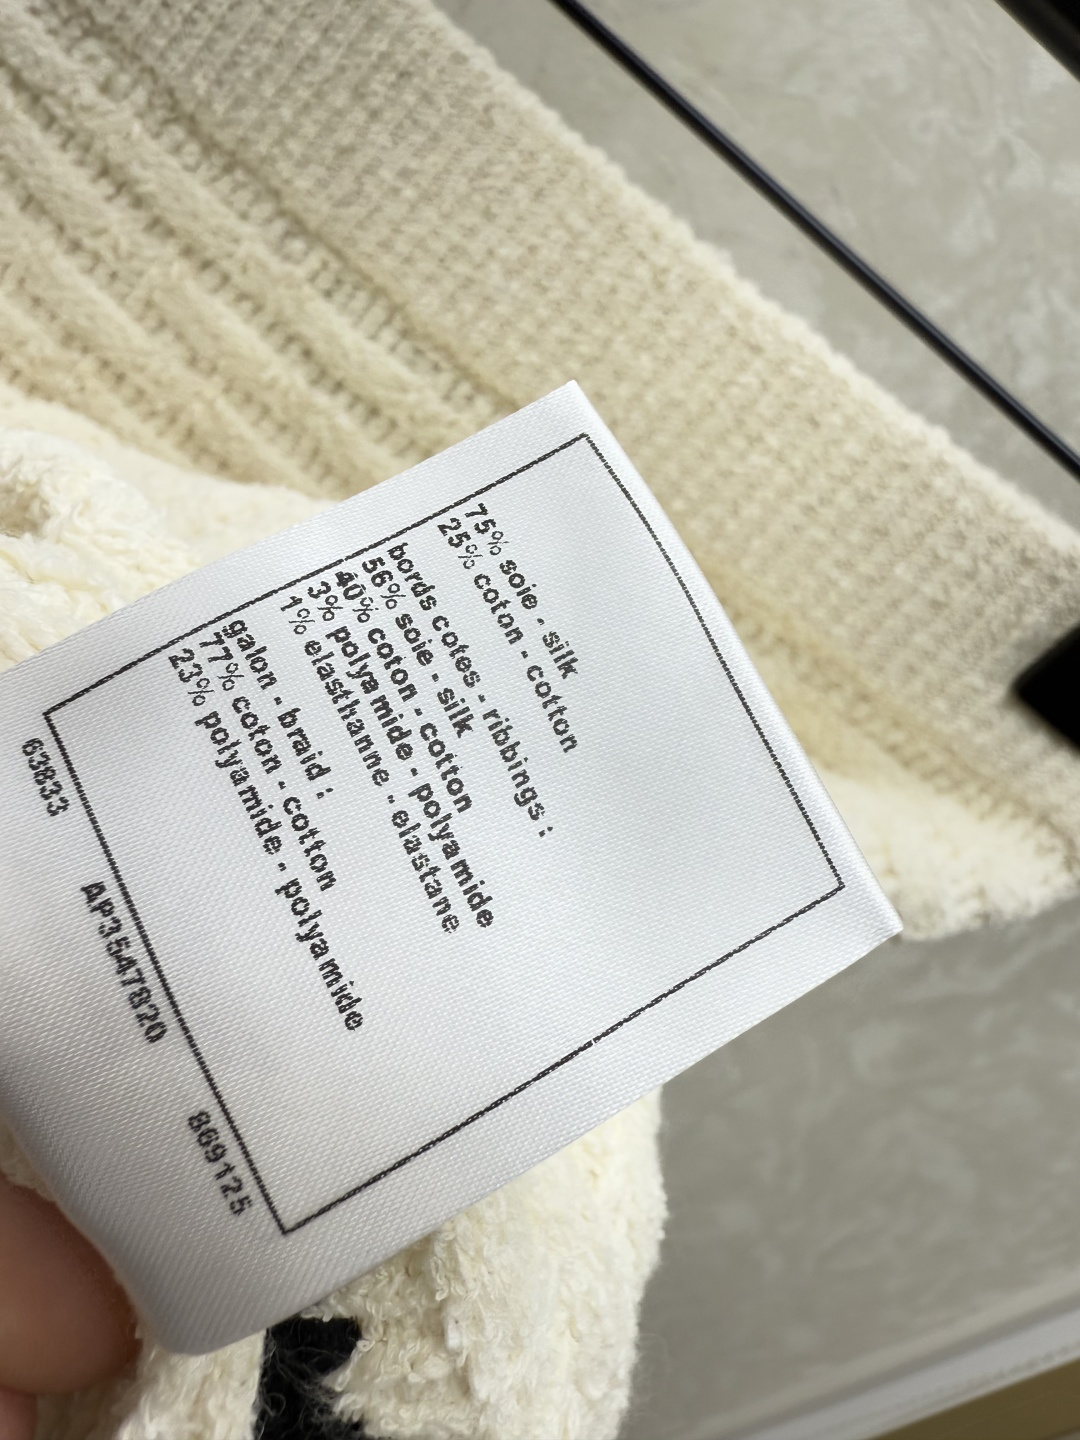 75% soie - silk
25% coton - cotton
bords cotes - ribbings :
56% soie - silk
40% coton - cotton
3% polyamide - polyamide
1% elasthanne - elastane
galon - braid :
77% coton - cotton
23% polyamide - polyamide
63833 AP3547820 869125